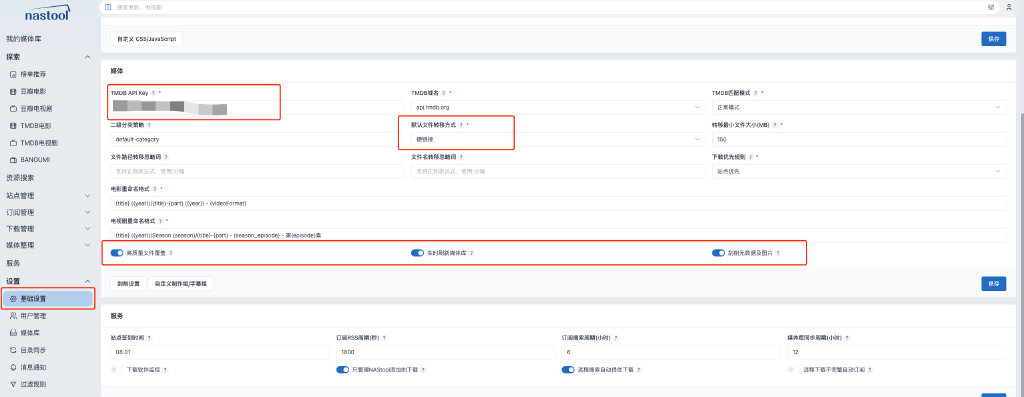 nastool
搜索电影、电视剧
我的媒体库
探索
榜单推荐
豆瓣电影
豆瓣电视剧
TMDB电影
TMDB电视剧
BANGUMI
资源搜索
站点管理
订阅管理
下载管理
媒体整理
服务
设置
基础设置
用户管理
媒体库
目录同步
消息通知
过滤规则
自定义 CSS/JavaScript
保存
媒体
TMDB API Key ? *
TMDB域名 ? *
TMDB匹配模式 ? *
api.tmdb.org
正常模式
二级分类策略 ?
默认文件转移方式 ? *
转移最小文件大小(MB) ? *
default-category
硬链接
150
文件路径转移忽略词 ?
文件名转移忽略词 ?
下载优先规则 ? *
支持正则表达式，使用;分隔
支持正则表达式，使用;分隔
站点优先
电影重命名格式 ? *
{title} ({year})/{title}-{part} ({year}) - {videoFormat}
电视剧重命名格式 ? *
{title} ({year})/Season {season}/{title}-{part} - {season_episode} - 第{episode}集
高质量文件覆盖 ?
实时刷新媒体库 ?
刮削元数据及图片 ?
刮削设置
自定义制作组/字幕组
保存
服务
站点签到时间 ?
订阅RSS周期(秒) ?
订阅搜索周期(小时) ?
媒体库同步周期(小时) ?
08:01
1800
6
12
下载软件监控 ?
只管理NAStool添加的下载 ?
远程搜索自动择优下载 ?
远程下载不完整自动订阅 ?